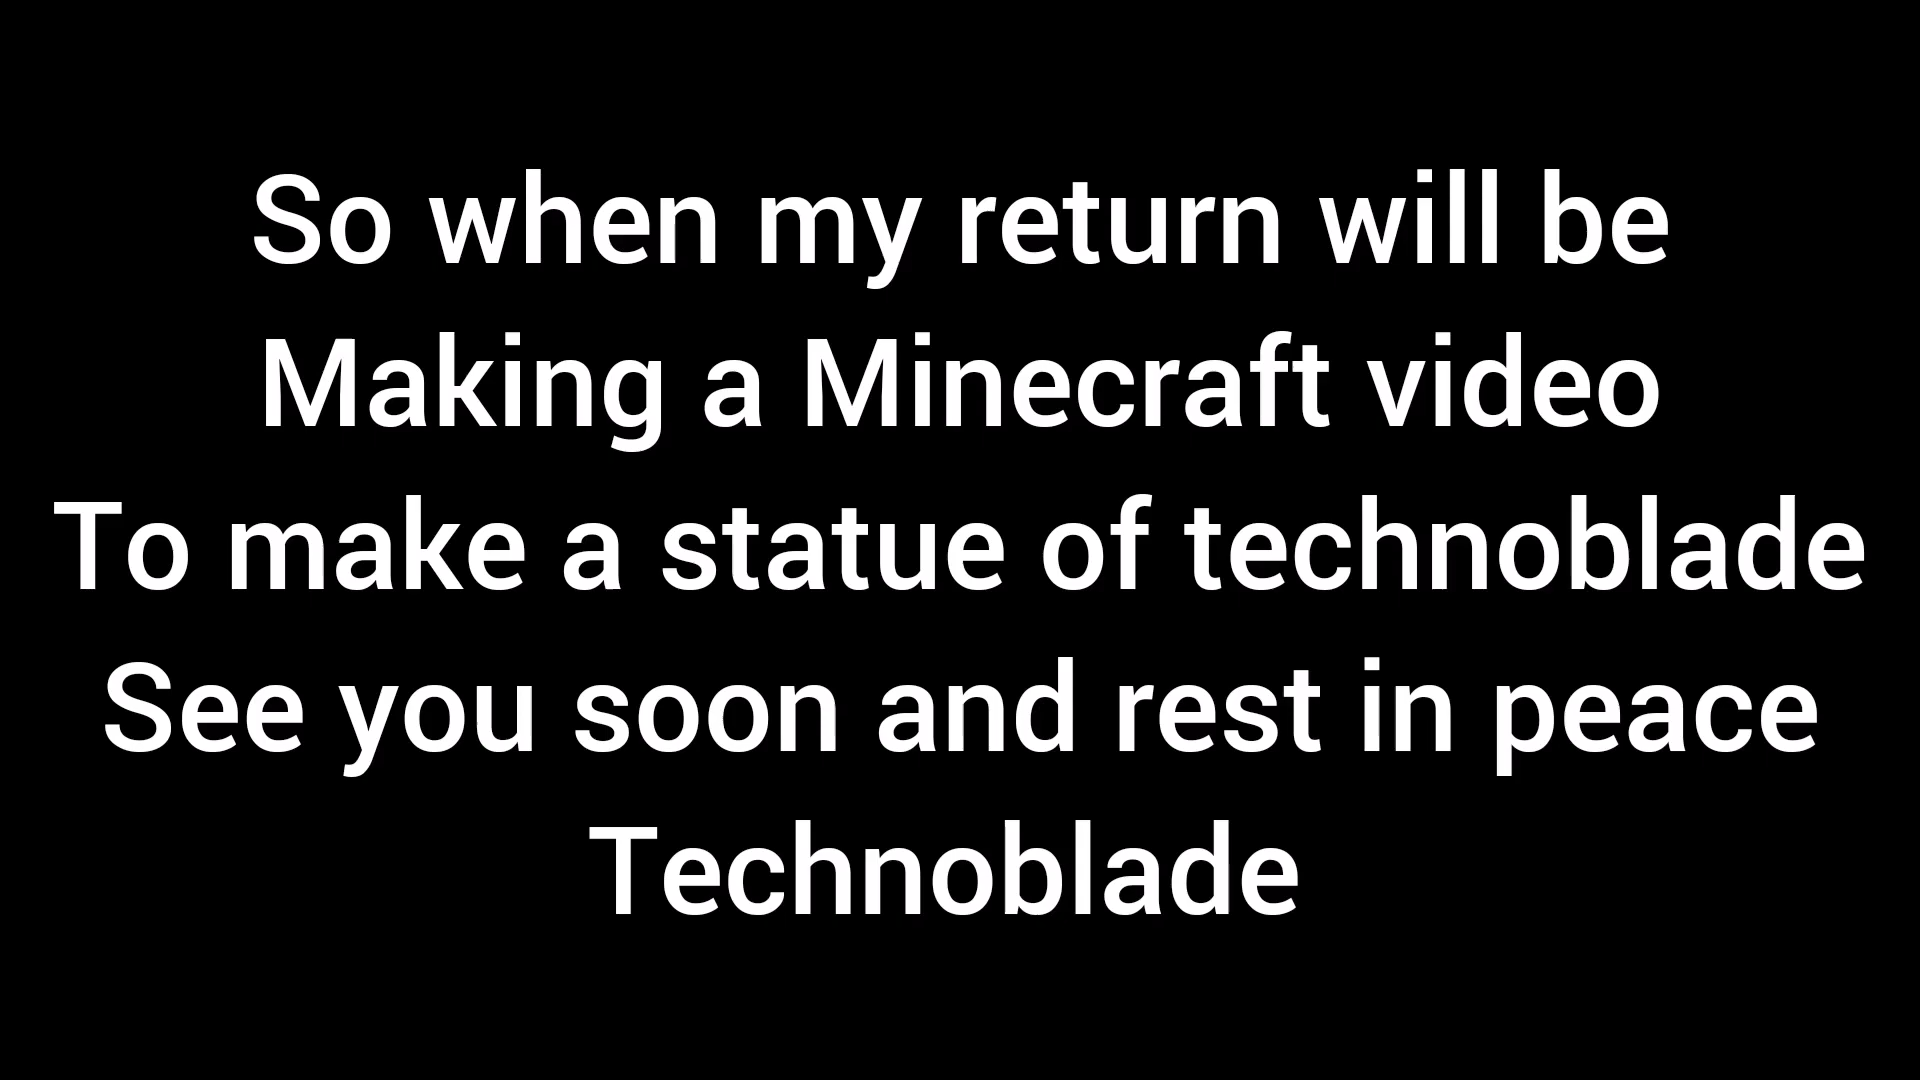 So when my return will be
Making a Minecraft video
To make a statue of technoblade
See you soon and rest in peace
Technoblade